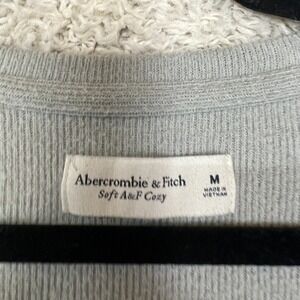 Abercrombie & Fitch
Soft A&F Cozy
M
MADE IN
VIETNAM